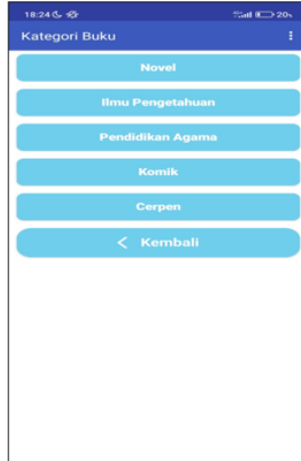 18:24 20%
Kategori Buku
Novel
Ilmu Pengetahuan
Pendidikan Agama
Komik
Cerpen
Kembali